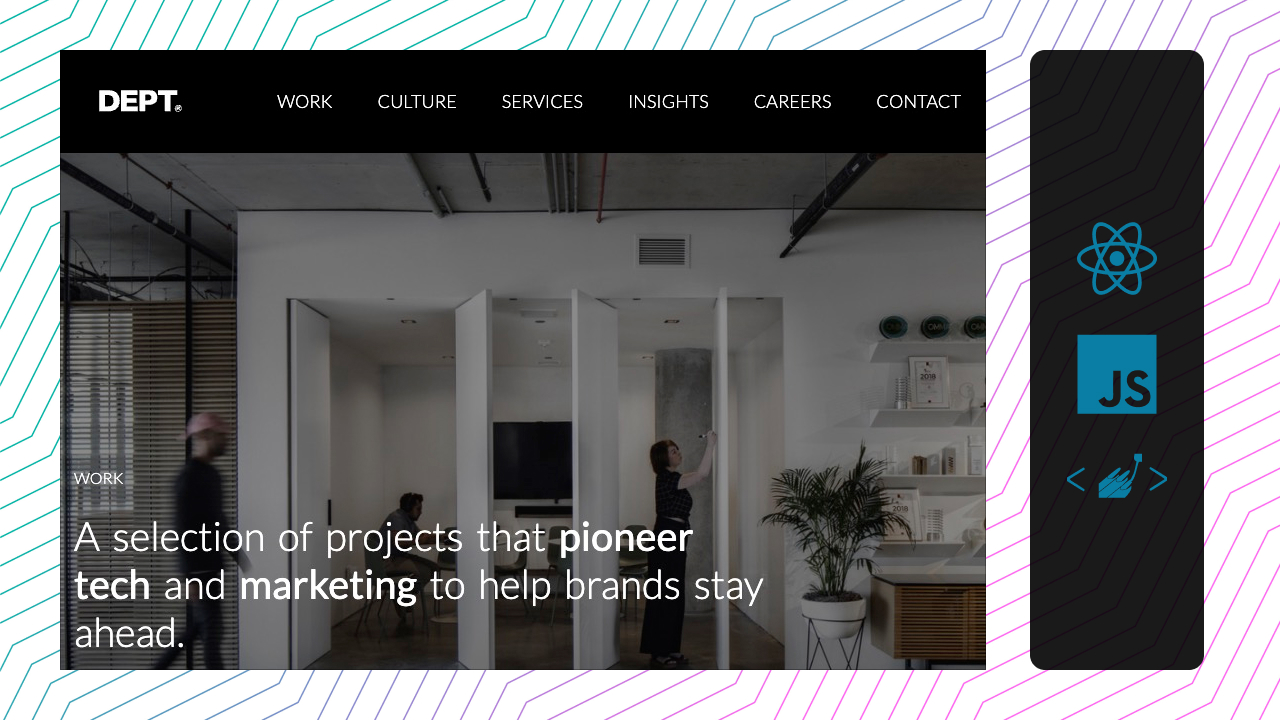 DEPT®
WORK CULTURE SERVICES INSIGHTS CAREERS CONTACT
WORK
A selection of projects that pioneer
tech and marketing to help brands stay
ahead.
2018
JS
< >